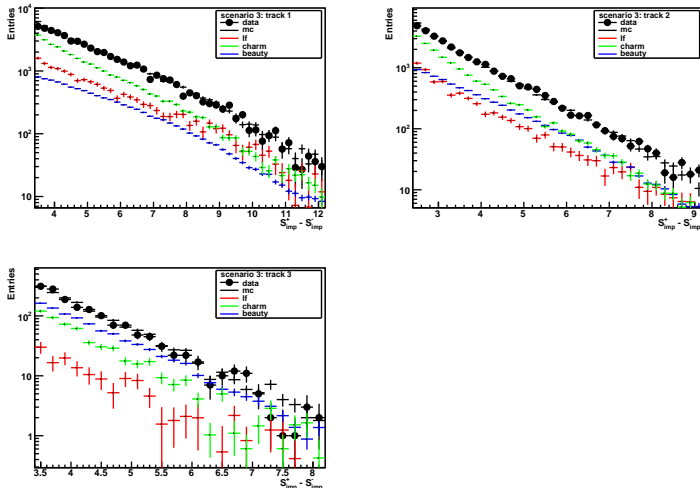 scenario 3: track 1
data
mc
lf
charm
beauty
Entries
10⁴
10³
10²
10
4 5 6 7 8 9 10 11 12
S⁺imp - S⁻imp
scenario 3: track 2
data
mc
lf
charm
beauty
Entries
10³
10²
10
3 4 5 6 7 8 9
S⁺imp - S⁻imp
scenario 3: track 3
data
mc
lf
charm
beauty
Entries
10²
10
1
3.5 4 4.5 5 5.5 6 6.5 7 7.5 8
S⁺imp - S⁻imp